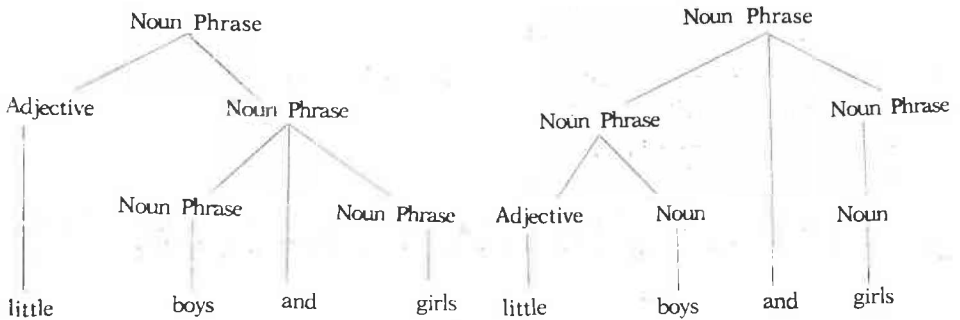 Noun Phrase
Adjective Noun Phrase
Noun Phrase Noun Phrase
little boys and girls
Noun Phrase
Noun Phrase Noun Phrase
Adjective Noun Noun
little boys and girls